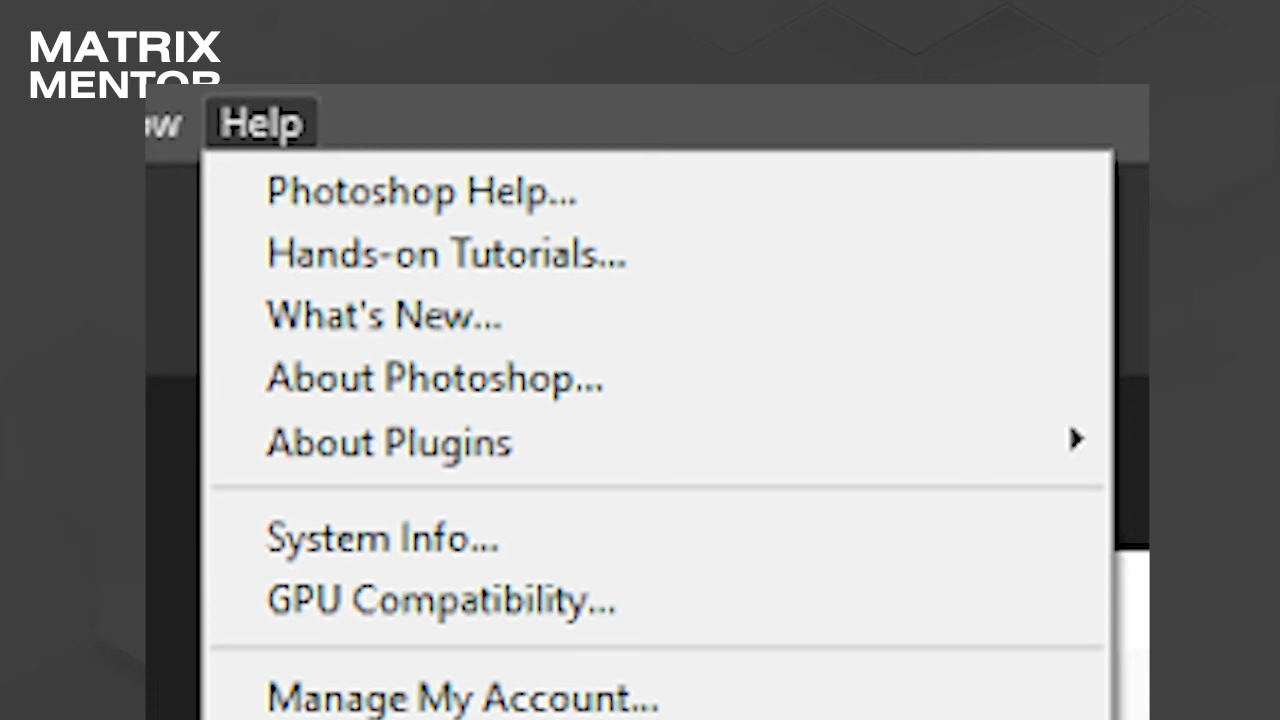 MATRIX
MENTOR
ow
Help
Photoshop Help...
Hands-on Tutorials...
What's New...
About Photoshop...
About Plugins
System Info...
GPU Compatibility...
Manage My Account...